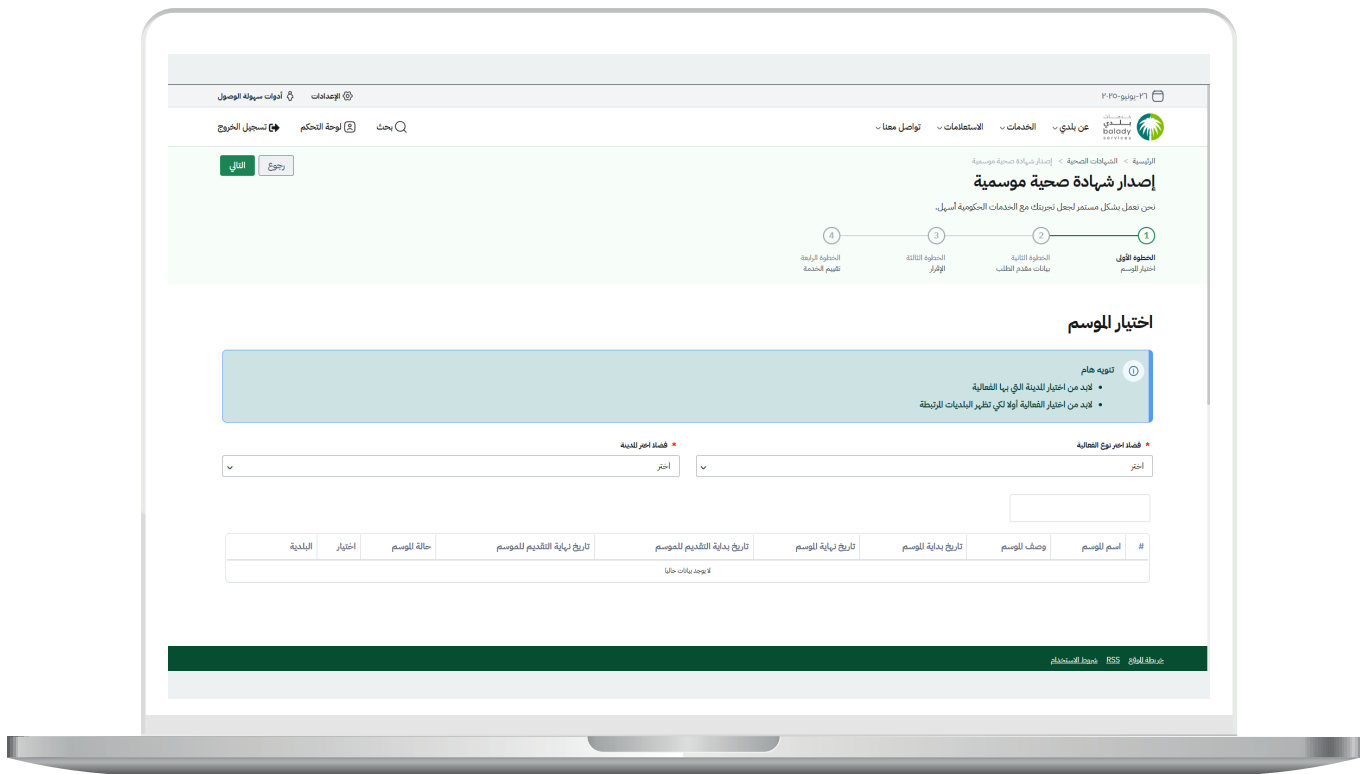 ٢٦-يونيو-٢٠٢٥
الإعدادات
أدوات سهولة الوصول
خدمــات
بـلــدي
balady
services
عن بلدي
الخدمات
الاستعلامات
تواصل معنا
بحث
لوحة التحكم
تسجيل الخروج
الرئيسية > الشهادات الصحية > إصدار شهادة صحية موسمية
رجوع
التالي
إصدار شهادة صحية موسمية
نحن نعمل بشكل مستمر لجعل تجربتك مع الخدمات الحكومية أسهل.
1
2
3
4
الخطوة الأولى
اختيار الموسم
الخطوة الثانية
بيانات مقدم الطلب
الخطوة الثالثة
الإقرار
الخطوة الرابعة
تقييم الخدمة
اختيار الموسم
تنويه هام
• لابد من اختيار المدينة التي بها الفعالية
• لابد من اختيار الفعالية أولا لكي تظهر البلديات المرتبطة
* فضلا اختر نوع الفعالية
* فضلا اختر المدينة
اختر
اختر
# اسم الموسم وصف الموسم تاريخ بداية الموسم تاريخ نهاية الموسم تاريخ بداية التقديم للموسم تاريخ نهاية التقديم للموسم حالة الموسم اختيار البلدية
لا يوجد بيانات حاليا
خريطة الموقع RSS شروط الاستخدام